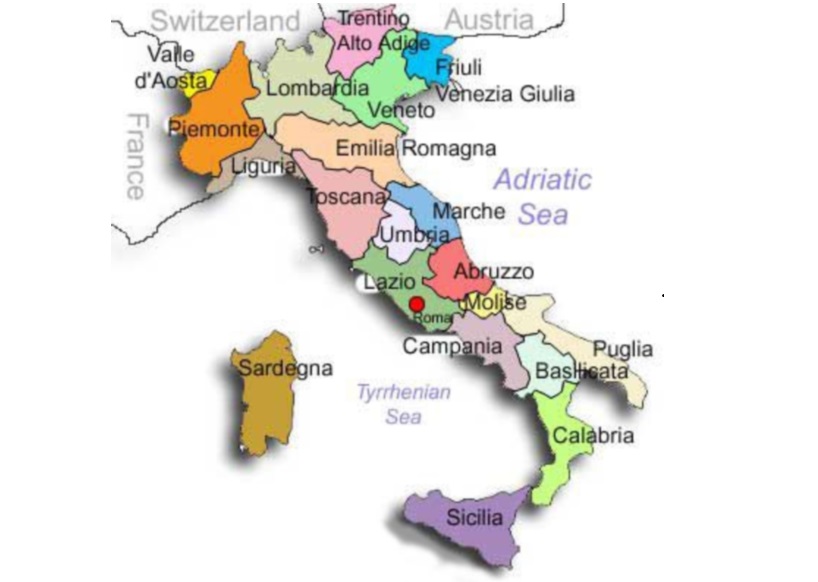 Switzerland
Austria
Trentino
Alto Adige
Valle
d'Aosta
Friuli
Venezia Giulia
Lombardia
Veneto
Piemonte
France
Emilia Romagna
Liguria
Adriatic
Sea
Toscana
Marche
Umbria
Abruzzo
Lazio
Molise
Roma
Campania
Puglia
Basilicata
Sardegna
Tyrrhenian
Sea
Calabria
Sicilia